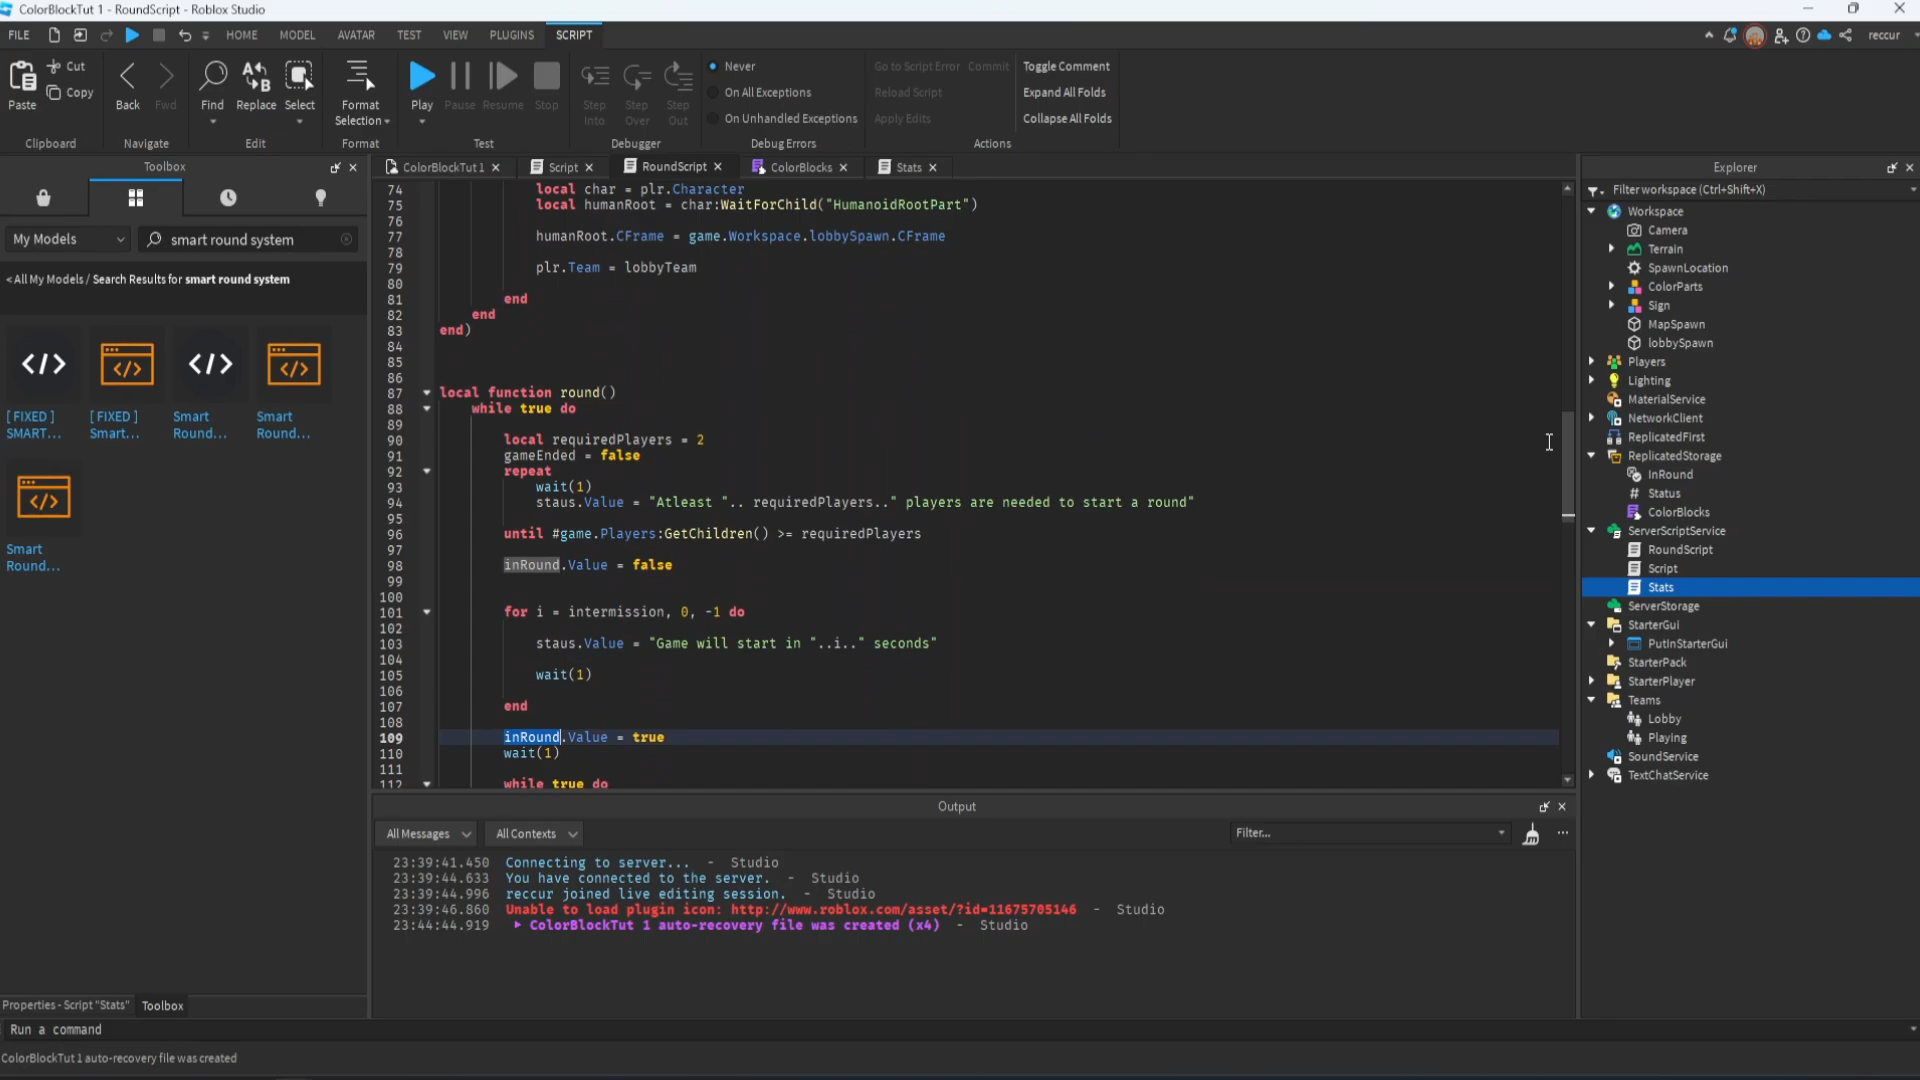 ColorBlockTut 1 - RoundScript - Roblox Studio
FILE HOME MODEL AVATAR TEST VIEW PLUGINS SCRIPT reccur
Paste Cut Copy Clipboard
Back Fwd Navigate
Find Replace Select Edit
Format Selection Format
Play Pause Resume Stop Test
Step Into Step Over Step Out Debugger
Never
On All Exceptions
On Unhandled Exceptions
Debug Errors
Go to Script Error Commit
Reload Script
Apply Edits
Toggle Comment
Expand All Folds
Collapse All Folds
Actions
Toolbox
My Models smart round system
<All My Models / Search Results for smart round system
[ FIXED ] SMART...
[ FIXED ] Smart...
Smart Round...
Smart Round...
Smart Round...
Properties - Script "Stats" Toolbox
ColorBlockTut 1 Script RoundScript ColorBlocks Stats
74 local char = plr.Character
75 local humanRoot = char:WaitForChild("HumanoidRootPart")
76
77 humanRoot.CFrame = game.Workspace.lobbySpawn.CFrame
78
79 plr.Team = lobbyTeam
80
81 end
82 end
83 end)
84
85
86
87 local function round()
88 while true do
89
90 local requiredPlayers = 2
91 gameEnded = false
92 repeat
93 wait(1)
94 staus.Value = "Atleast ".. requiredPlayers.." players are needed to start a round"
95
96 until #game.Players:GetChildren() >= requiredPlayers
97
98 inRound.Value = false
99
100
101 for i = intermission, 0, -1 do
102
103 staus.Value = "Game will start in "..i.." seconds"
104
105 wait(1)
106
107 end
108
109 inRound.Value = true
110 wait(1)
111
112 while true do
Output
All Messages All Contexts Filter...
23:39:41.450 Connecting to server... - Studio
23:39:44.633 You have connected to the server. - Studio
23:39:44.996 reccur joined live editing session. - Studio
23:39:46.860 Unable to load plugin icon: http://www.roblox.com/asset/?id=11675705146 - Studio
23:44:44.919 ColorBlockTut 1 auto-recovery file was created (x4) - Studio
Explorer
Filter workspace (Ctrl+Shift+X)
Workspace
Camera
Terrain
SpawnLocation
ColorParts
Sign
MapSpawn
lobbySpawn
Players
Lighting
MaterialService
NetworkClient
ReplicatedFirst
ReplicatedStorage
InRound
Status
ColorBlocks
ServerScriptService
RoundScript
Script
Stats
ServerStorage
StarterGui
PutInStarterGui
StarterPack
StarterPlayer
Teams
Lobby
Playing
SoundService
TextChatService
Run a command
ColorBlockTut 1 auto-recovery file was created